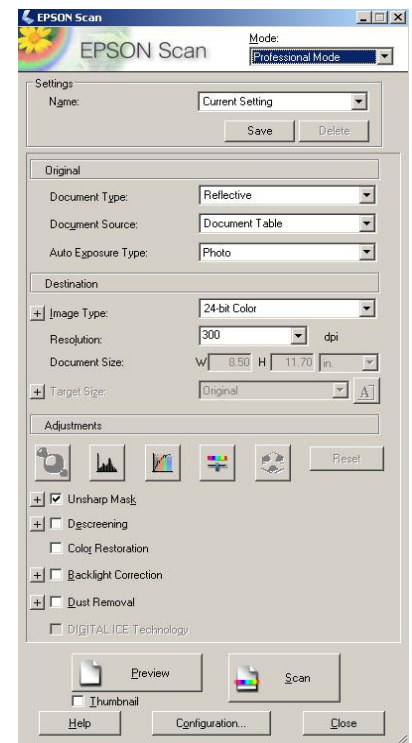 EPSON Scan
EPSON Scan
Mode:
Professional Mode
Settings
Name: Current Setting
Save Delete
Original
Document Type: Reflective
Document Source: Document Table
Auto Exposure Type: Photo
Destination
+ Image Type: 24-bit Color
Resolution: 300 dpi
Document Size: W 8.50 H 11.70 in.
+ Target Size: Original A
Adjustments
Reset
+ Unsharp Mask
+ Descreening
Color Restoration
+ Backlight Correction
+ Dust Removal
DIGITAL ICE Technology
Preview Scan
Thumbnail
Help Configuration... Close